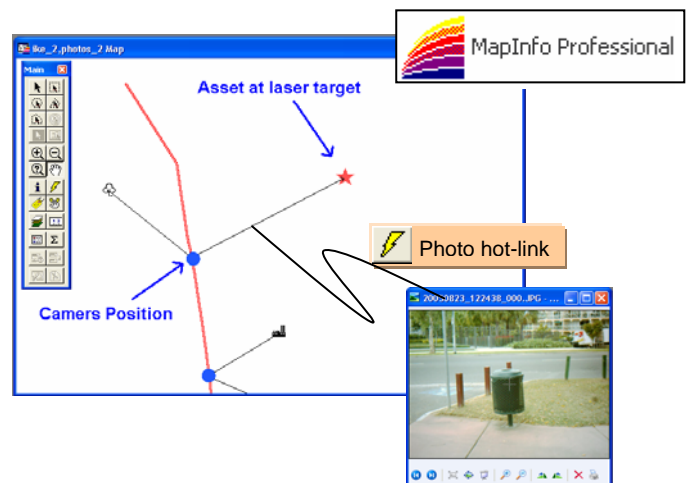 MapInfo Professional
ike_2,photos_2 Map
Main
Asset at laser target
Photo hot-link
Camers Position
20050823_122438_000..JPG - ...